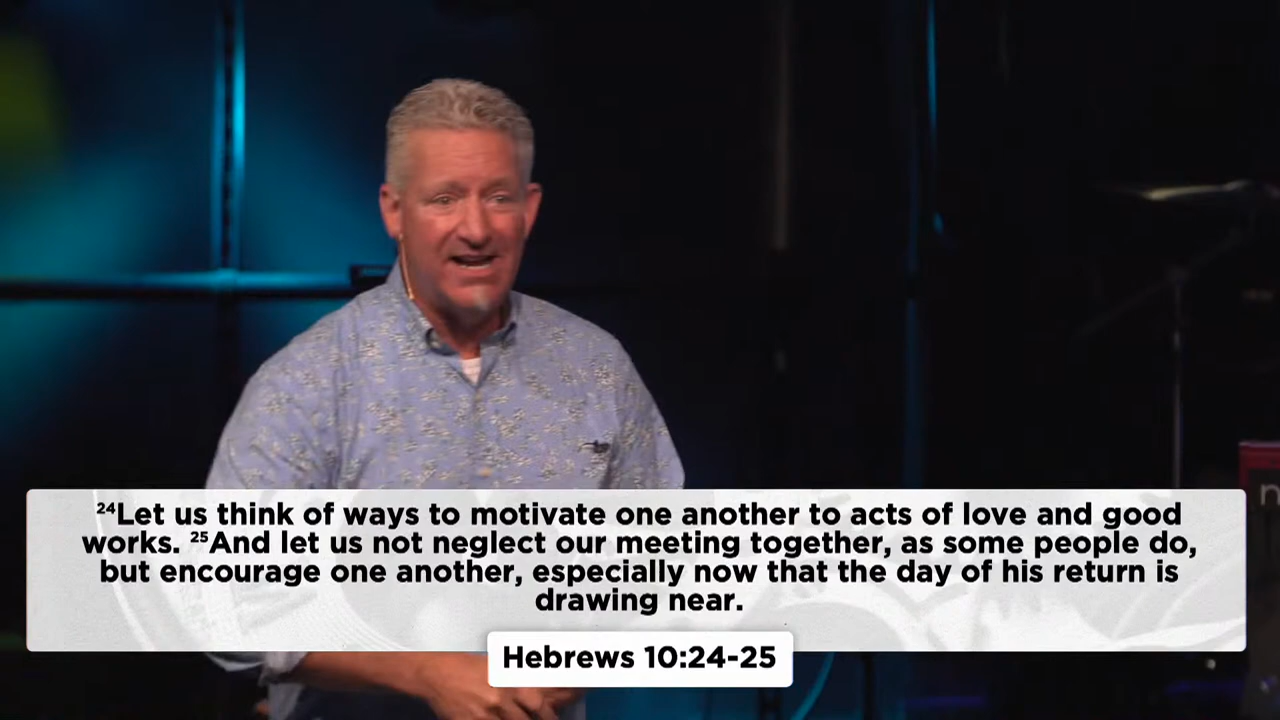 ²⁴Let us think of ways to motivate one another to acts of love and good
works. ²⁵And let us not neglect our meeting together, as some people do,
but encourage one another, especially now that the day of his return is
drawing near.
Hebrews 10:24-25
n